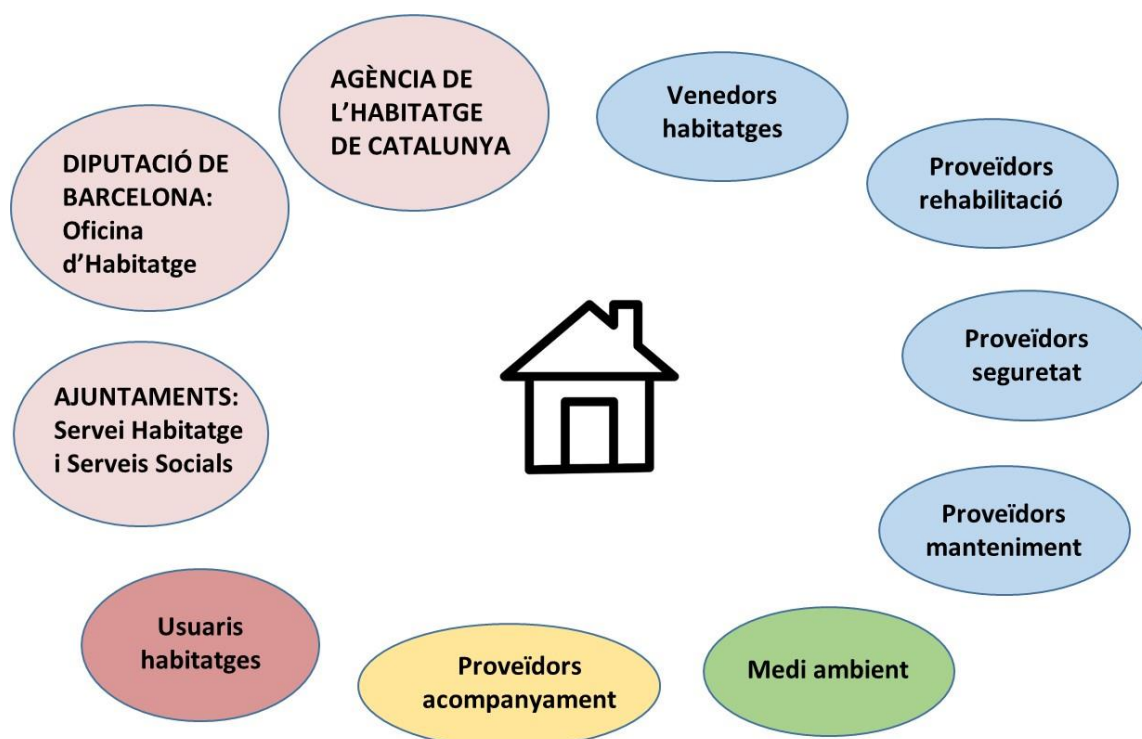 AGÈNCIA DE
L'HABITATGE
DE CATALUNYA
Venedors
habitatges
DIPUTACIÓ DE
BARCELONA:
Oficina
d'Habitatge
Proveïdors
rehabilitació
Proveïdors
seguretat
AJUNTAMENTS:
Servei Habitatge
i Serveis Socials
Proveïdors
manteniment
Usuaris
habitatges
Proveïdors
acompanyament
Medi ambient